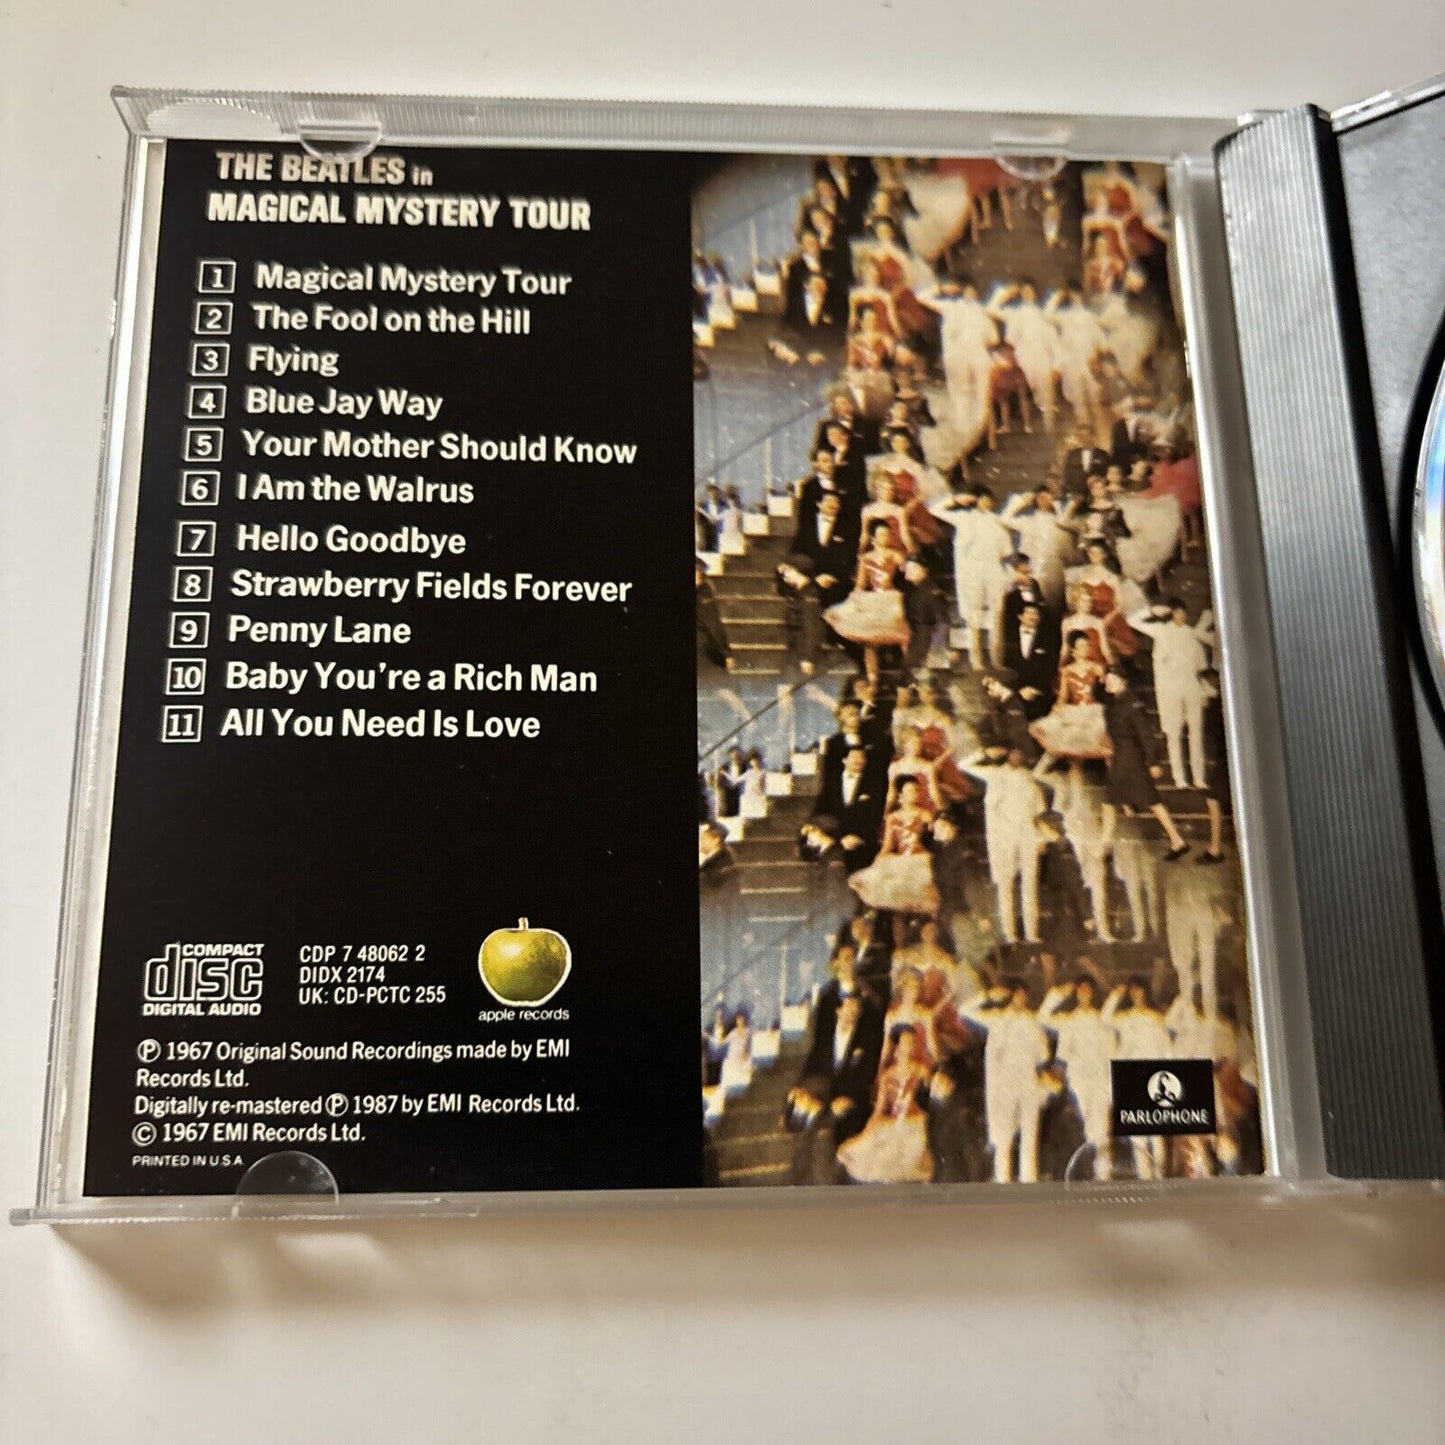 THE BEATLES in
MAGICAL MYSTERY TOUR
1 Magical Mystery Tour
2 The Fool on the Hill
3 Flying
4 Blue Jay Way
5 Your Mother Should Know
6 I Am the Walrus
7 Hello Goodbye
8 Strawberry Fields Forever
9 Penny Lane
10 Baby You're a Rich Man
11 All You Need Is Love
COMPACT
disc
DIGITAL AUDIO
CDP 7 48062 2
DIDX 2174
UK: CD-PCTC 255
apple records
℗ 1967 Original Sound Recordings made by EMI
Records Ltd.
Digitally re-mastered ℗ 1987 by EMI Records Ltd.
© 1967 EMI Records Ltd.
PRINTED IN U.S.A.
PARLOPHONE